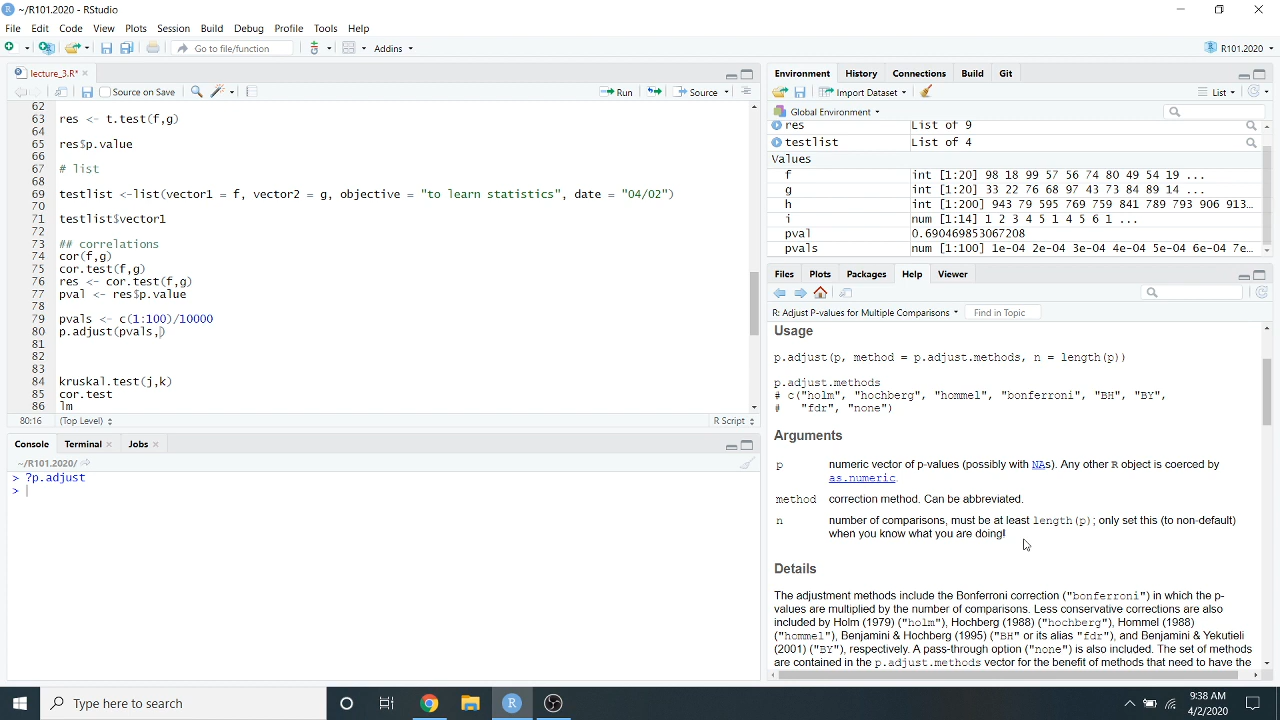 ~/R101.2020 - RStudio
File Edit Code View Plots Session Build Debug Profile Tools Help
Go to file/function Addins R101.2020
lecture_3.R*
Source on Save Run Source
62
63 res <- t.test(f,g)
64
65 res$p.value
66
67 # list
68
69 testlist <-list(vector1 = f, vector2 = g, objective = "to learn statistics", date = "04/02")
70
71 testlist$vector1
72
73 ## correlations
74 cor(f,g)
75 cor.test(f,g)
76 res <- cor.test(f,g)
77 pval <- res$p.value
78
79 pvals <- c(1:100)/10000
80 p.adjust(pvals,)
81
82
83
84 kruskal.test(j,k)
85 cor.test
86 lm
80:16 (Top Level) R Script
Console Terminal Jobs
~/R101.2020/
> ?p.adjust
>
Environment History Connections Build Git
Import Dataset List
Global Environment
res List of 9
testlist List of 4
Values
f int [1:20] 98 18 99 57 56 74 80 49 54 19 ...
g int [1:20] 33 22 76 68 97 43 73 84 89 14 ...
h int [1:200] 943 79 595 769 759 841 789 793 906 913...
i num [1:14] 1 2 3 4 5 1 4 5 6 1 ...
pval 0.690469853067208
pvals num [1:100] 1e-04 2e-04 3e-04 4e-04 5e-04 6e-04 7e...
Files Plots Packages Help Viewer
R: Adjust P-values for Multiple Comparisons Find in Topic
Usage
p.adjust(p, method = p.adjust.methods, n = length(p))
p.adjust.methods
# c("holm", "hochberg", "hommel", "bonferroni", "BH", "BY",
# "fdr", "none")
Arguments
p numeric vector of p-values (possibly with NAs). Any other R object is coerced by
as.numeric.
method correction method. Can be abbreviated.
n number of comparisons, must be at least length(p); only set this (to non-default)
when you know what you are doing!
Details
The adjustment methods include the Bonferroni correction ("bonferroni") in which the p-
values are multiplied by the number of comparisons. Less conservative corrections are also
included by Holm (1979) ("holm"), Hochberg (1988) ("hochberg"), Hommel (1988)
("hommel"), Benjamini & Hochberg (1995) ("BH" or its alias "fdr"), and Benjamini & Yekutieli
(2001) ("BY"), respectively. A pass-through option ("none") is also included. The set of methods
are contained in the p.adjust.methods vector for the benefit of methods that need to have the
Type here to search
9:38 AM
4/2/2020